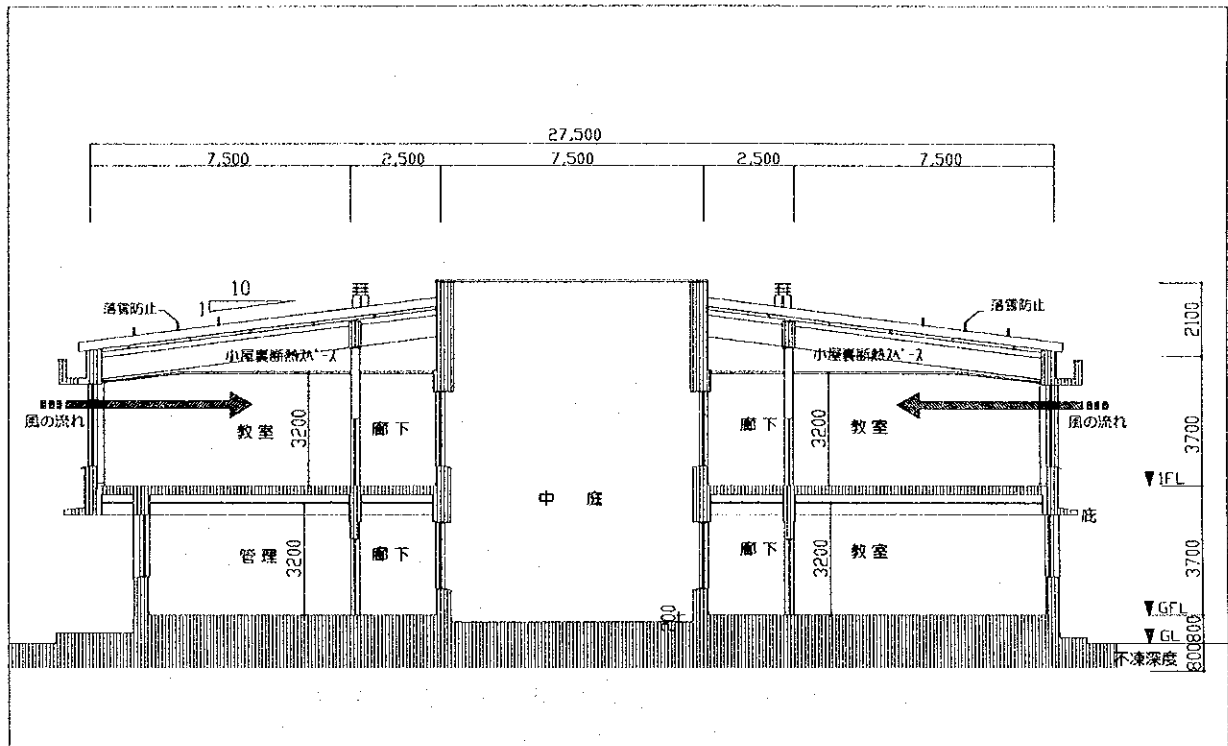 27,500
7,500 2,500 7,500 2,500 7,500
10
1
落雪防止 落雪防止
2100
小屋裏断熱スペース 小屋裏断熱スペース
風の流れ 教室 3200 廊下 廊下 3200 教室 風の流れ
3700
▼1FL
中庭
庇
管理 3200 廊下 廊下 3200 教室
3700
200
▼GFL
800
▼GL
不凍深度 800